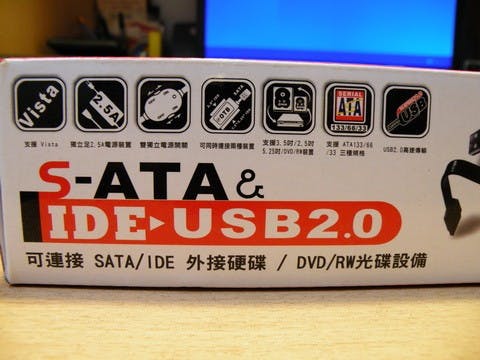 Vista
2.5A
S-OTB
SERIAL
ATA
133/66/33
USB
支援 Vista
獨立足2.5A電源裝置
雙獨立電源開關
可同時連接兩種裝置
支援3.5吋/2.5吋
5.25吋/DVD/RW裝置
支援 ATA133/66
/33 三種規格
USB2.0高速傳輸
S-ATA &
IDE▶USB2.0
可連接 SATA/IDE 外接硬碟 / DVD/RW光碟設備